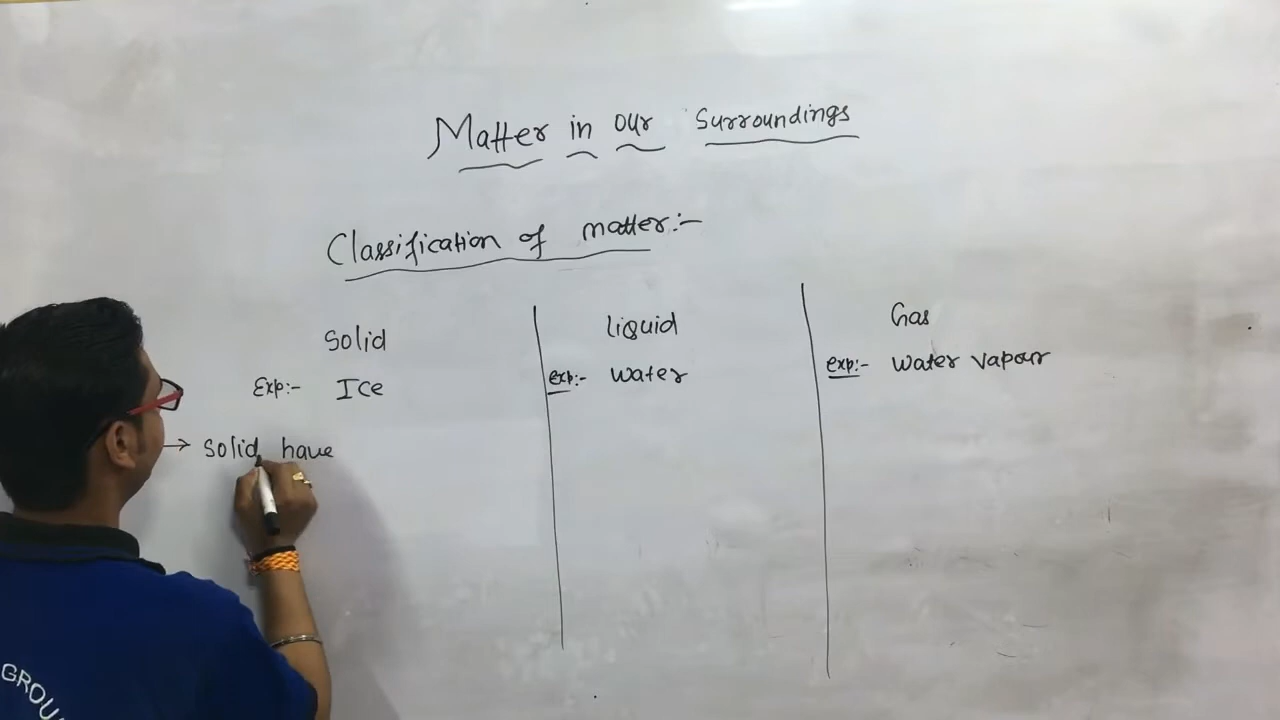 Matter in our Surroundings
Classification of matter:-
Solid
Exp:- Ice
→ Solid have
liquid
exp:- water
Gas
exp:- water vapour